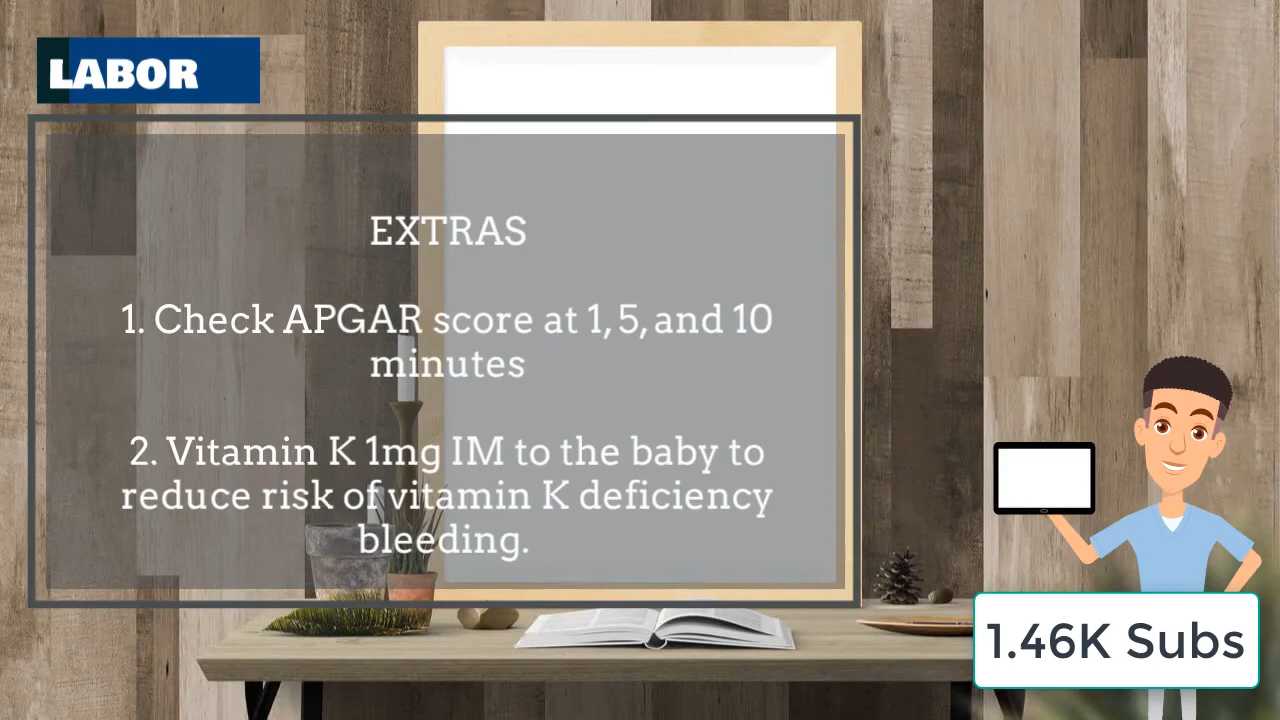 LABOR
EXTRAS
1. Check APGAR score at 1, 5, and 10
minutes
2. Vitamin K 1mg IM to the baby to
reduce risk of vitamin K deficiency
bleeding.
1.46K Subs